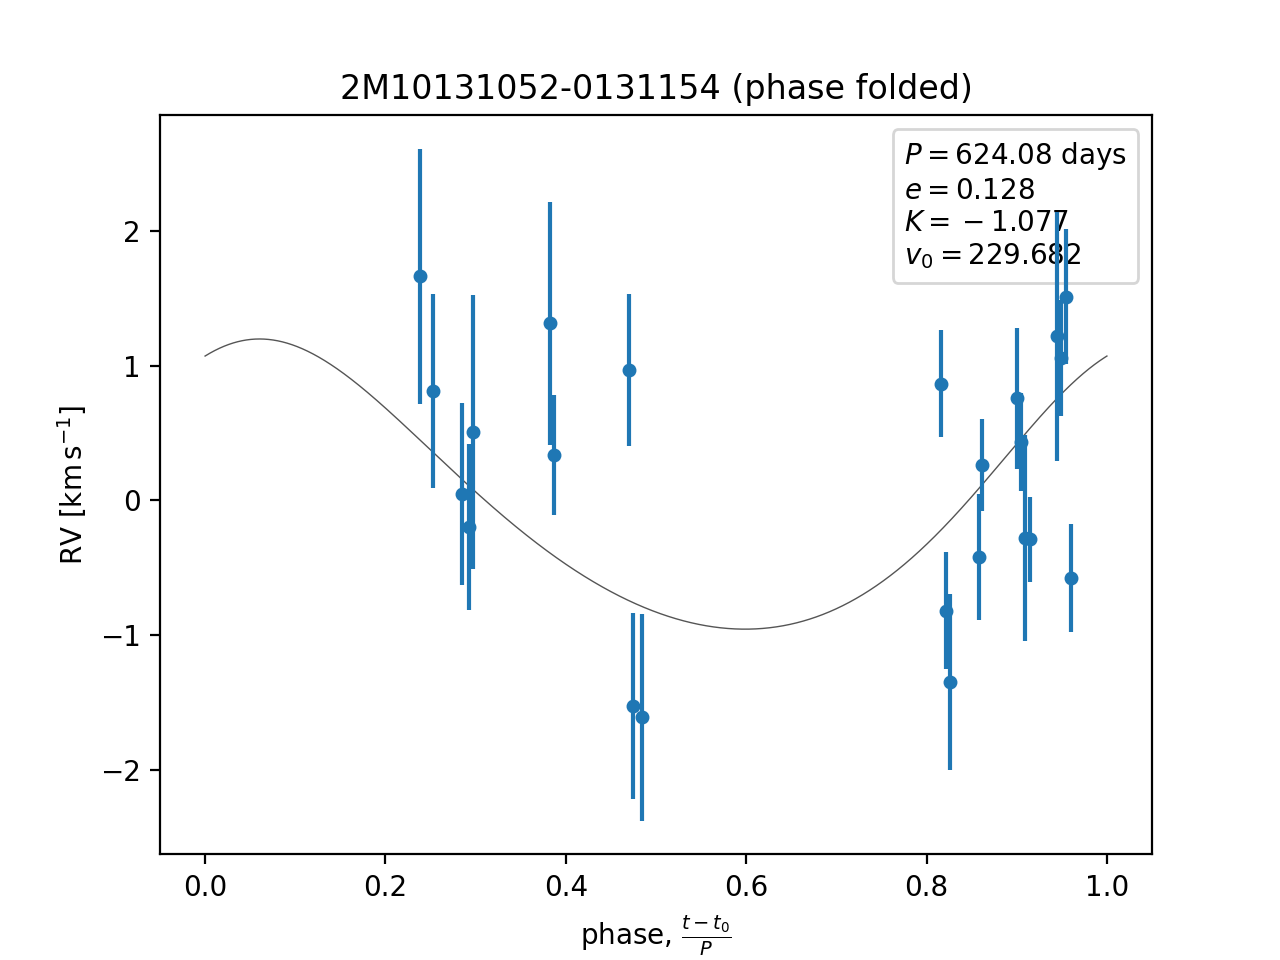 2M10131052-0131154 (phase folded)
P = 624.08 days
e = 0.128
K = −1.077
v₀ = 229.682
RV [km s⁻¹]
2
1
0
−1
−2
0.0 0.2 0.4 0.6 0.8 1.0
phase, (t − t₀)/P